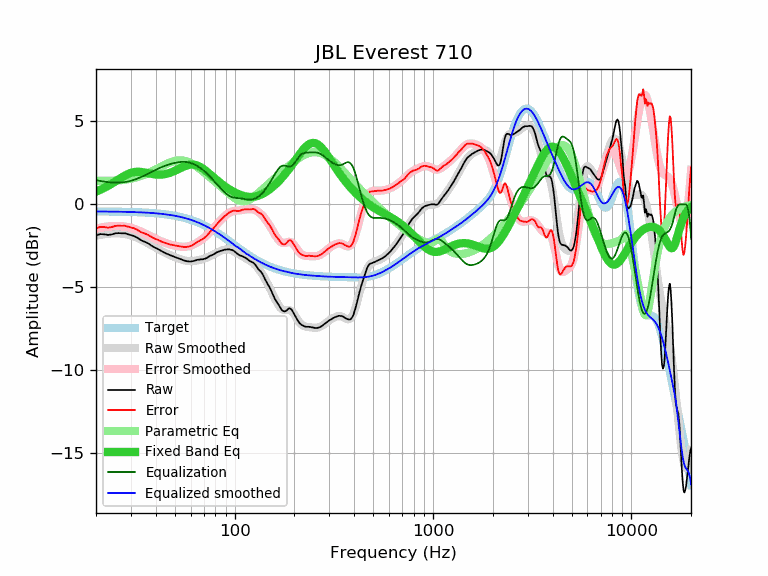 JBL Everest 710
Amplitude (dBr)
5
0
−5
−10
−15
Target
Raw Smoothed
Error Smoothed
Raw
Error
Parametric Eq
Fixed Band Eq
Equalization
Equalized smoothed
100
1000
10000
Frequency (Hz)